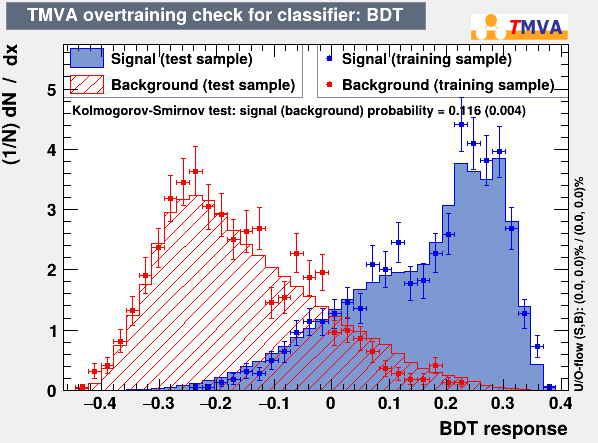 TMVA overtraining check for classifier: BDT
TMVA
(1/N) dN / dx
Signal (test sample)
Background (test sample)
Signal (training sample)
Background (training sample)
Kolmogorov-Smirnov test: signal (background) probability = 0.116 (0.004)
5
4
3
2
1
0
−0.4 −0.3 −0.2 −0.1 0 0.1 0.2 0.3 0.4
BDT response
U/O-flow (S,B): (0.0, 0.0)% / (0.0, 0.0)%